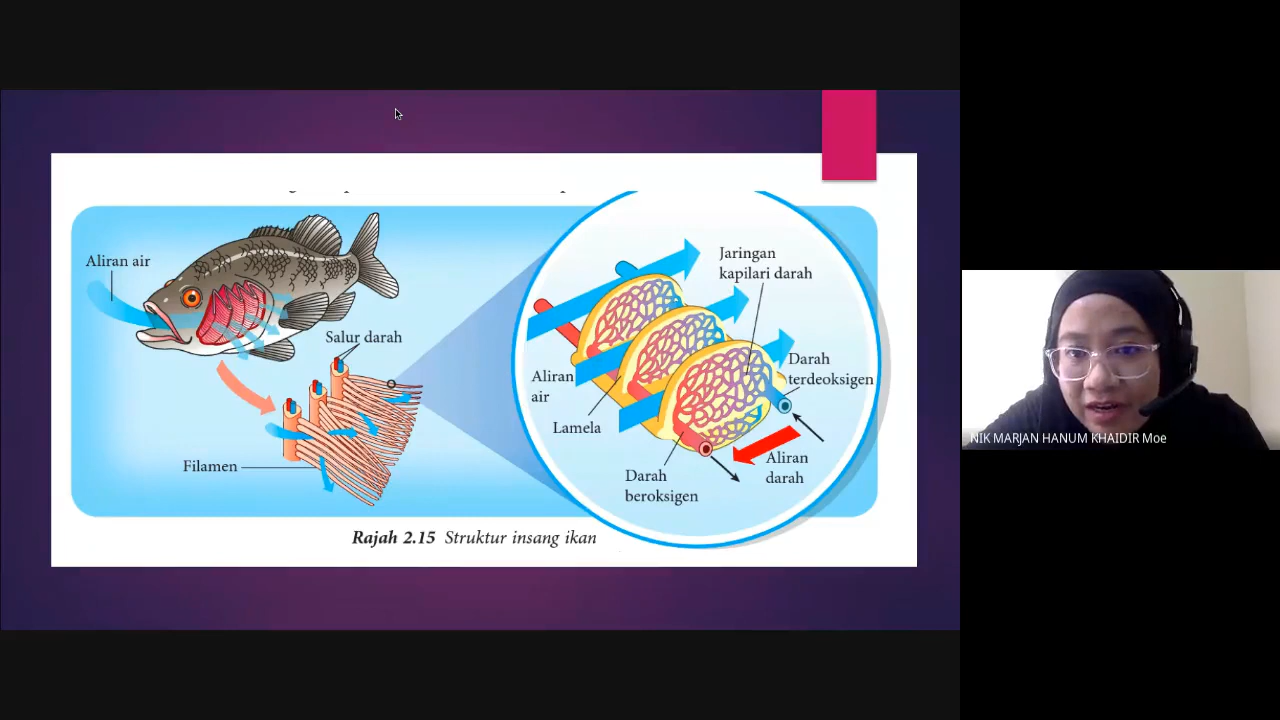 Aliran air
Salur darah
Filamen
Jaringan
kapilari darah
Darah
terdeoksigen
Aliran
air
Lamela
Darah
beroksigen
Aliran
darah
Rajah 2.15 Struktur insang ikan
NIK MARJAN HANUM KHAIDIR Moe